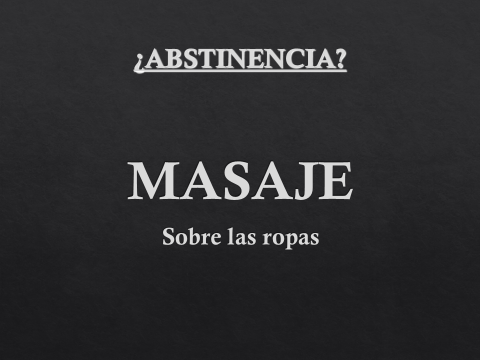 ¿ABSTINENCIA?
MASAJE
Sobre las ropas